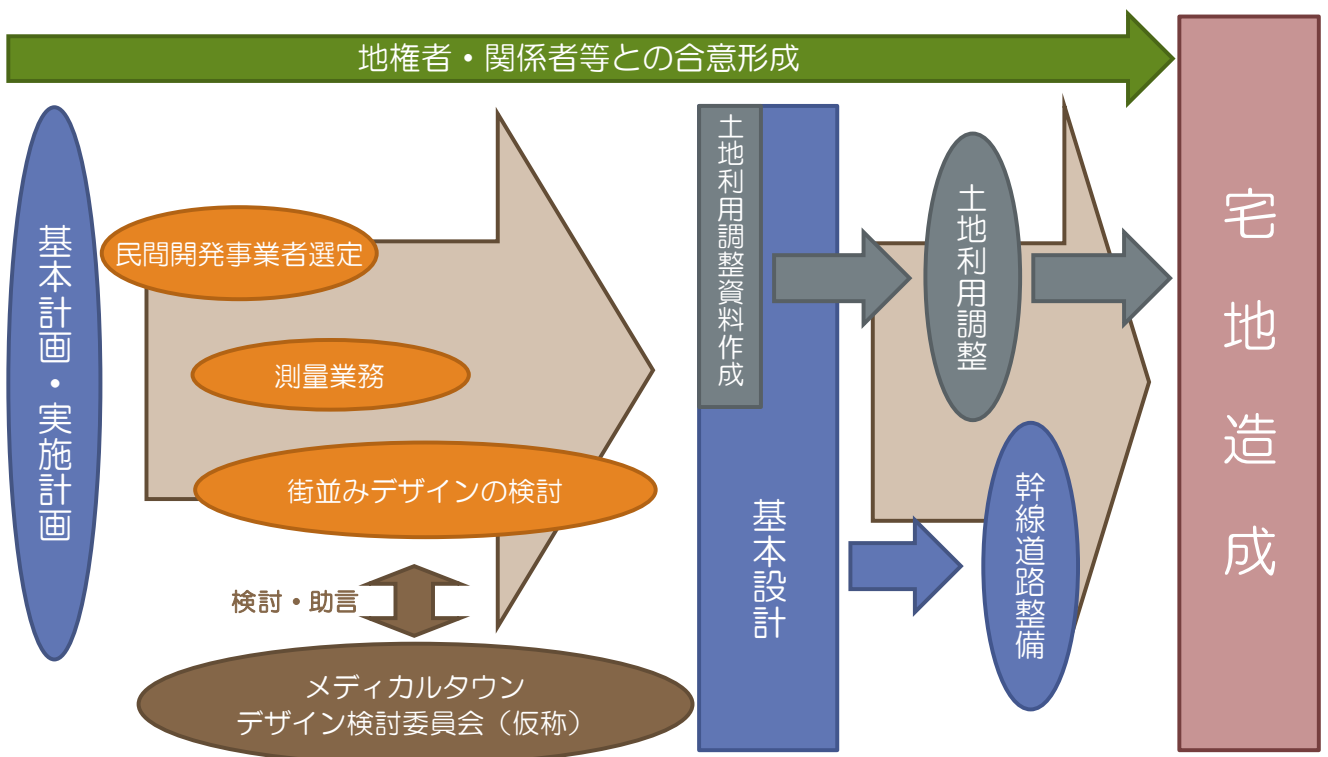 地権者・関係者等との合意形成
基本計画・実施計画
民間開発事業者選定
測量業務
街並みデザインの検討
検討・助言
メディカルタウン
デザイン検討委員会（仮称）
土地利用調整資料作成
基本設計
土地利用調整
幹線道路整備
宅地造成